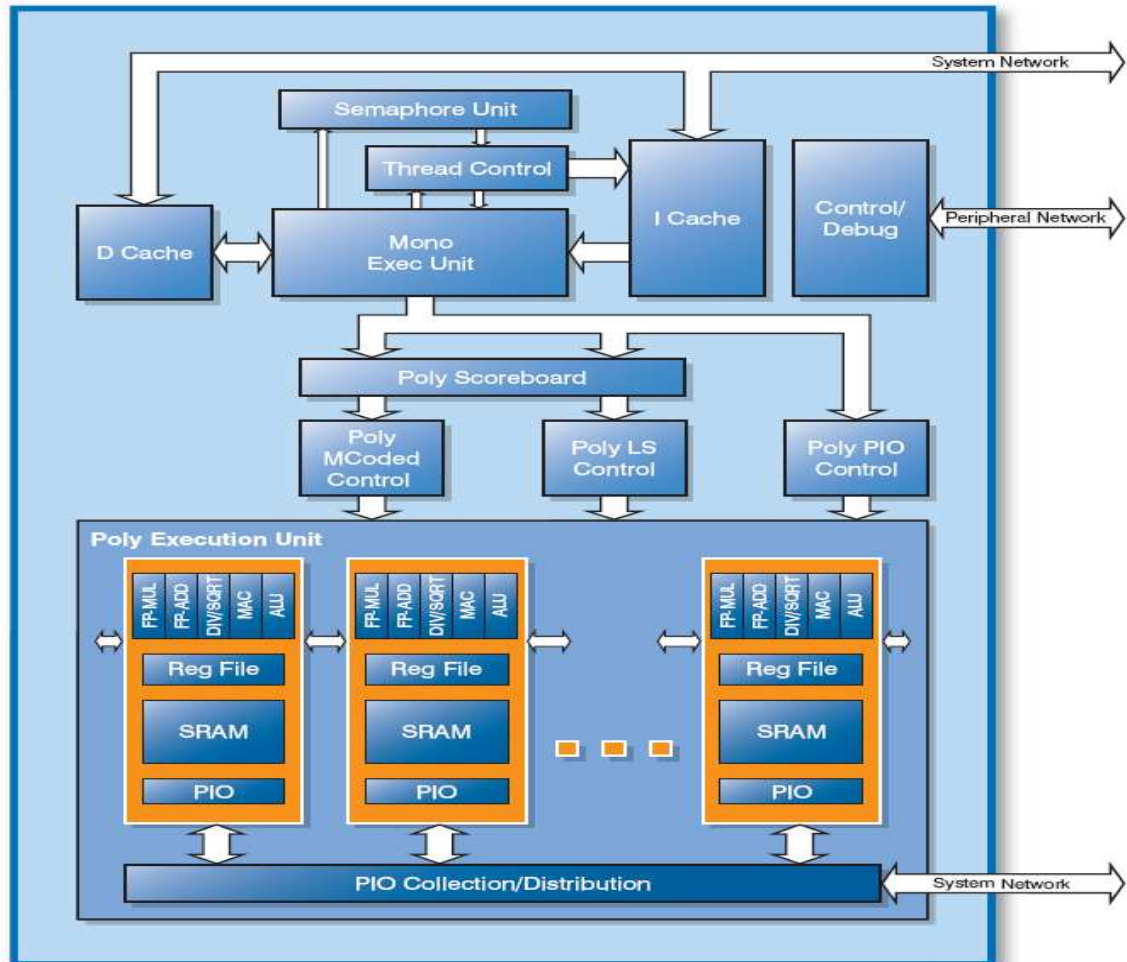 System Network
Semaphore Unit
Thread Control
I Cache
Control/
Debug
Peripheral Network
D Cache
Mono
Exec Unit
Poly Scoreboard
Poly
MCoded
Control
Poly LS
Control
Poly PIO
Control
Poly Execution Unit
FP-MUL
FP-ADD
DIV/SQRT
MAC
ALU
Reg File
SRAM
PIO
FP-MUL
FP-ADD
DIV/SQRT
MAC
ALU
Reg File
SRAM
PIO
FP-MUL
FP-ADD
DIV/SQRT
MAC
ALU
Reg File
SRAM
PIO
PIO Collection/Distribution
System Network